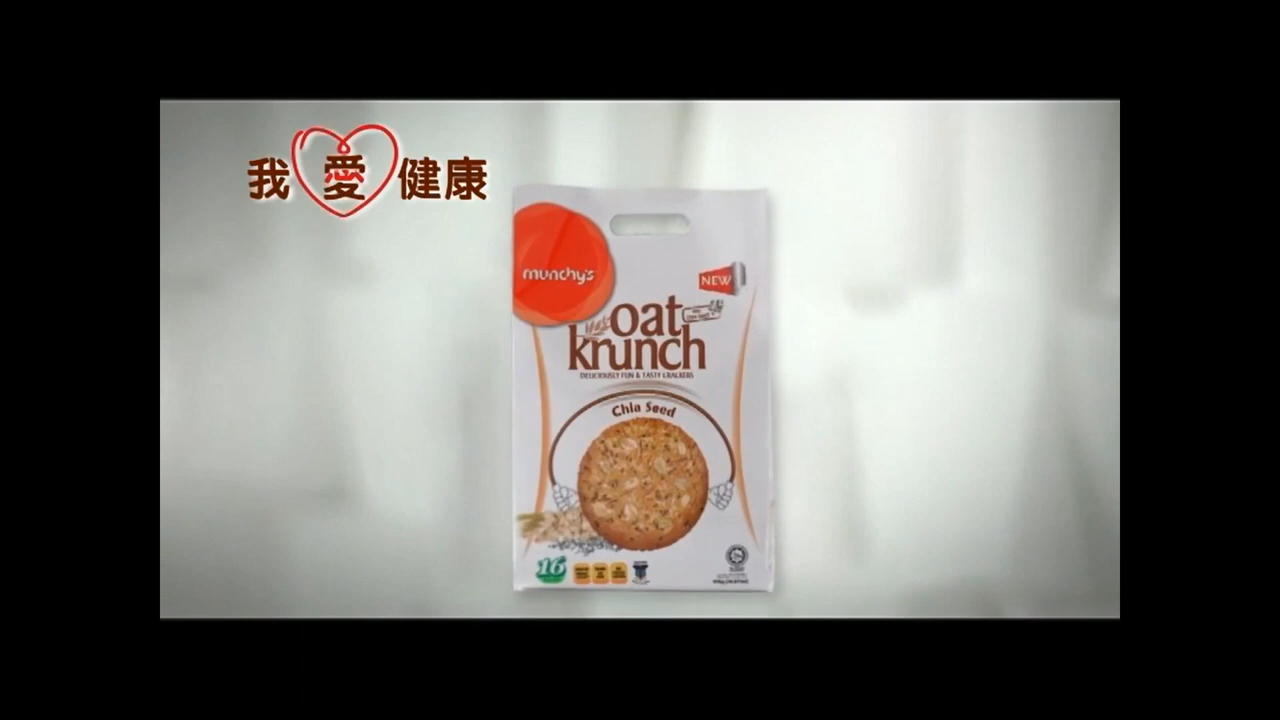 我愛健康
munchy's
NEW
oat
krunch
DELICIOUSLY FUN & TASTY CRACKERS
Chia Seed
16